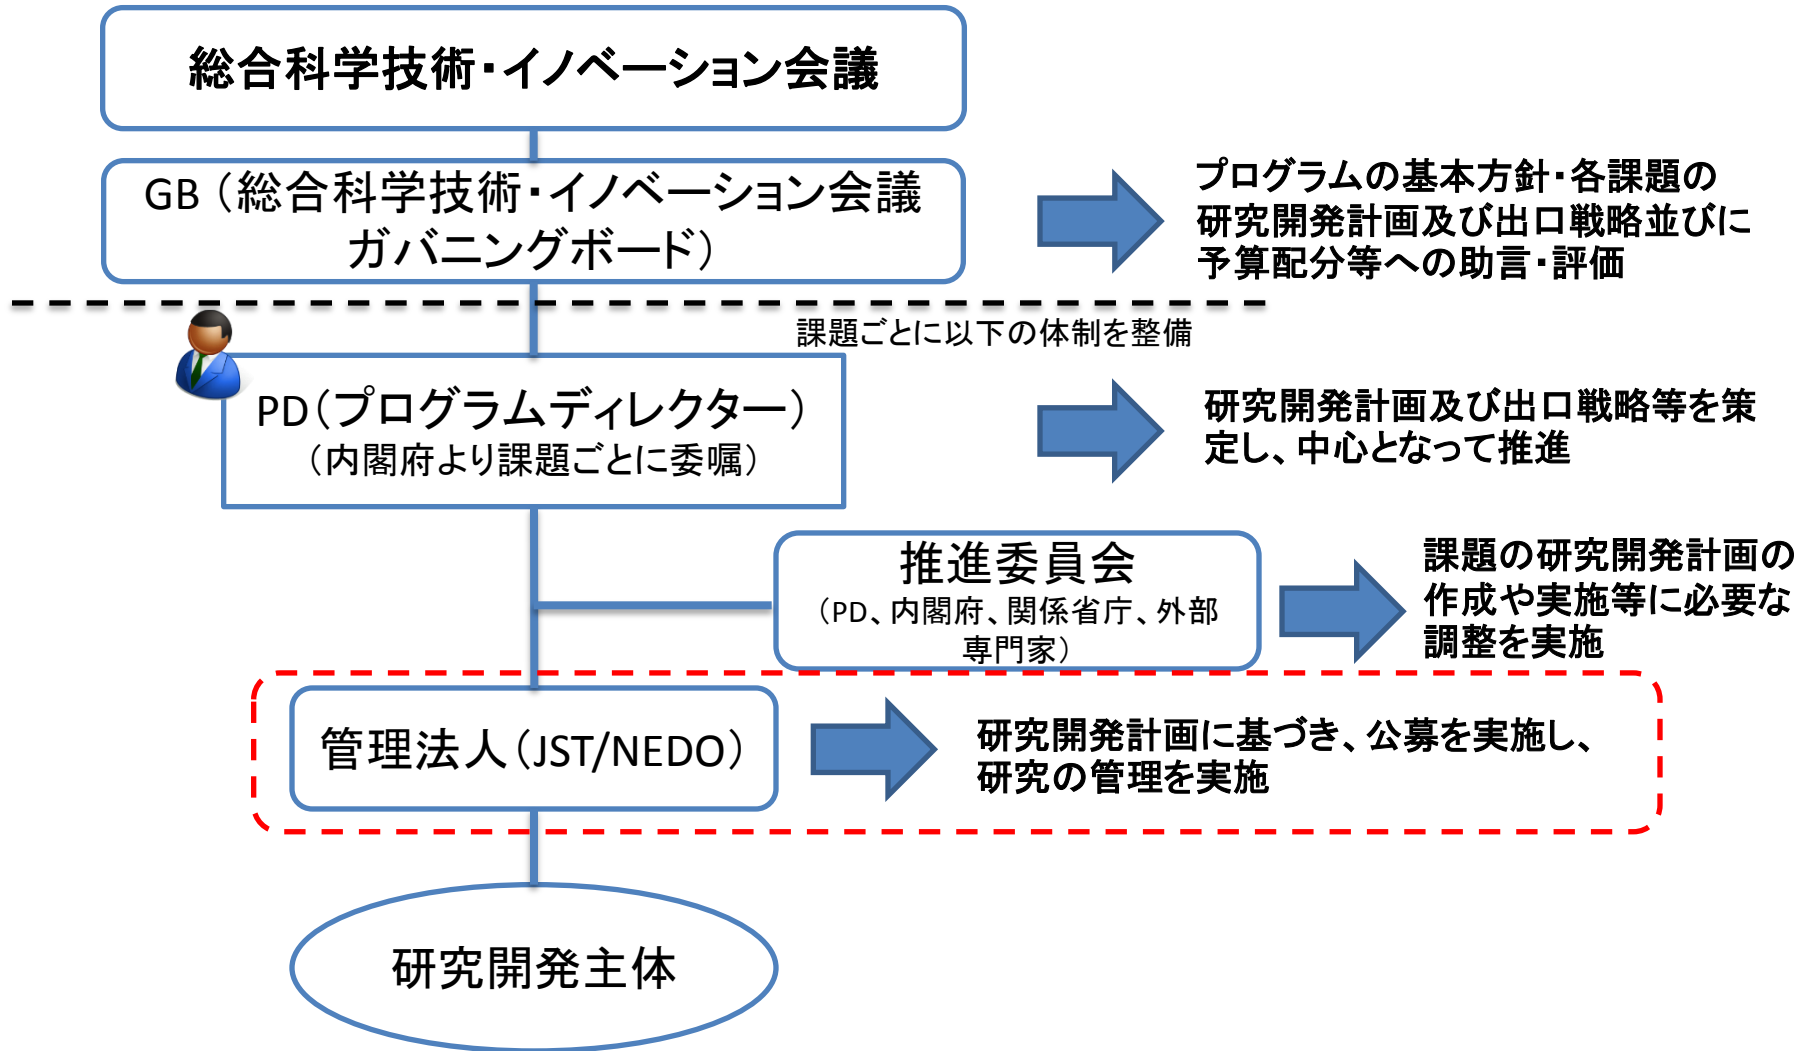 総合科学技術・イノベーション会議
GB（総合科学技術・イノベーション会議
ガバニングボード）
プログラムの基本方針・各課題の
研究開発計画及び出口戦略並びに
予算配分等への助言・評価
課題ごとに以下の体制を整備
PD（プログラムディレクター）
（内閣府より課題ごとに委嘱）
研究開発計画及び出口戦略等を策
定し、中心となって推進
推進委員会
（PD、内閣府、関係省庁、外部
専門家）
課題の研究開発計画の
作成や実施等に必要な
調整を実施
管理法人（JST/NEDO）
研究開発計画に基づき、公募を実施し、
研究の管理を実施
研究開発主体